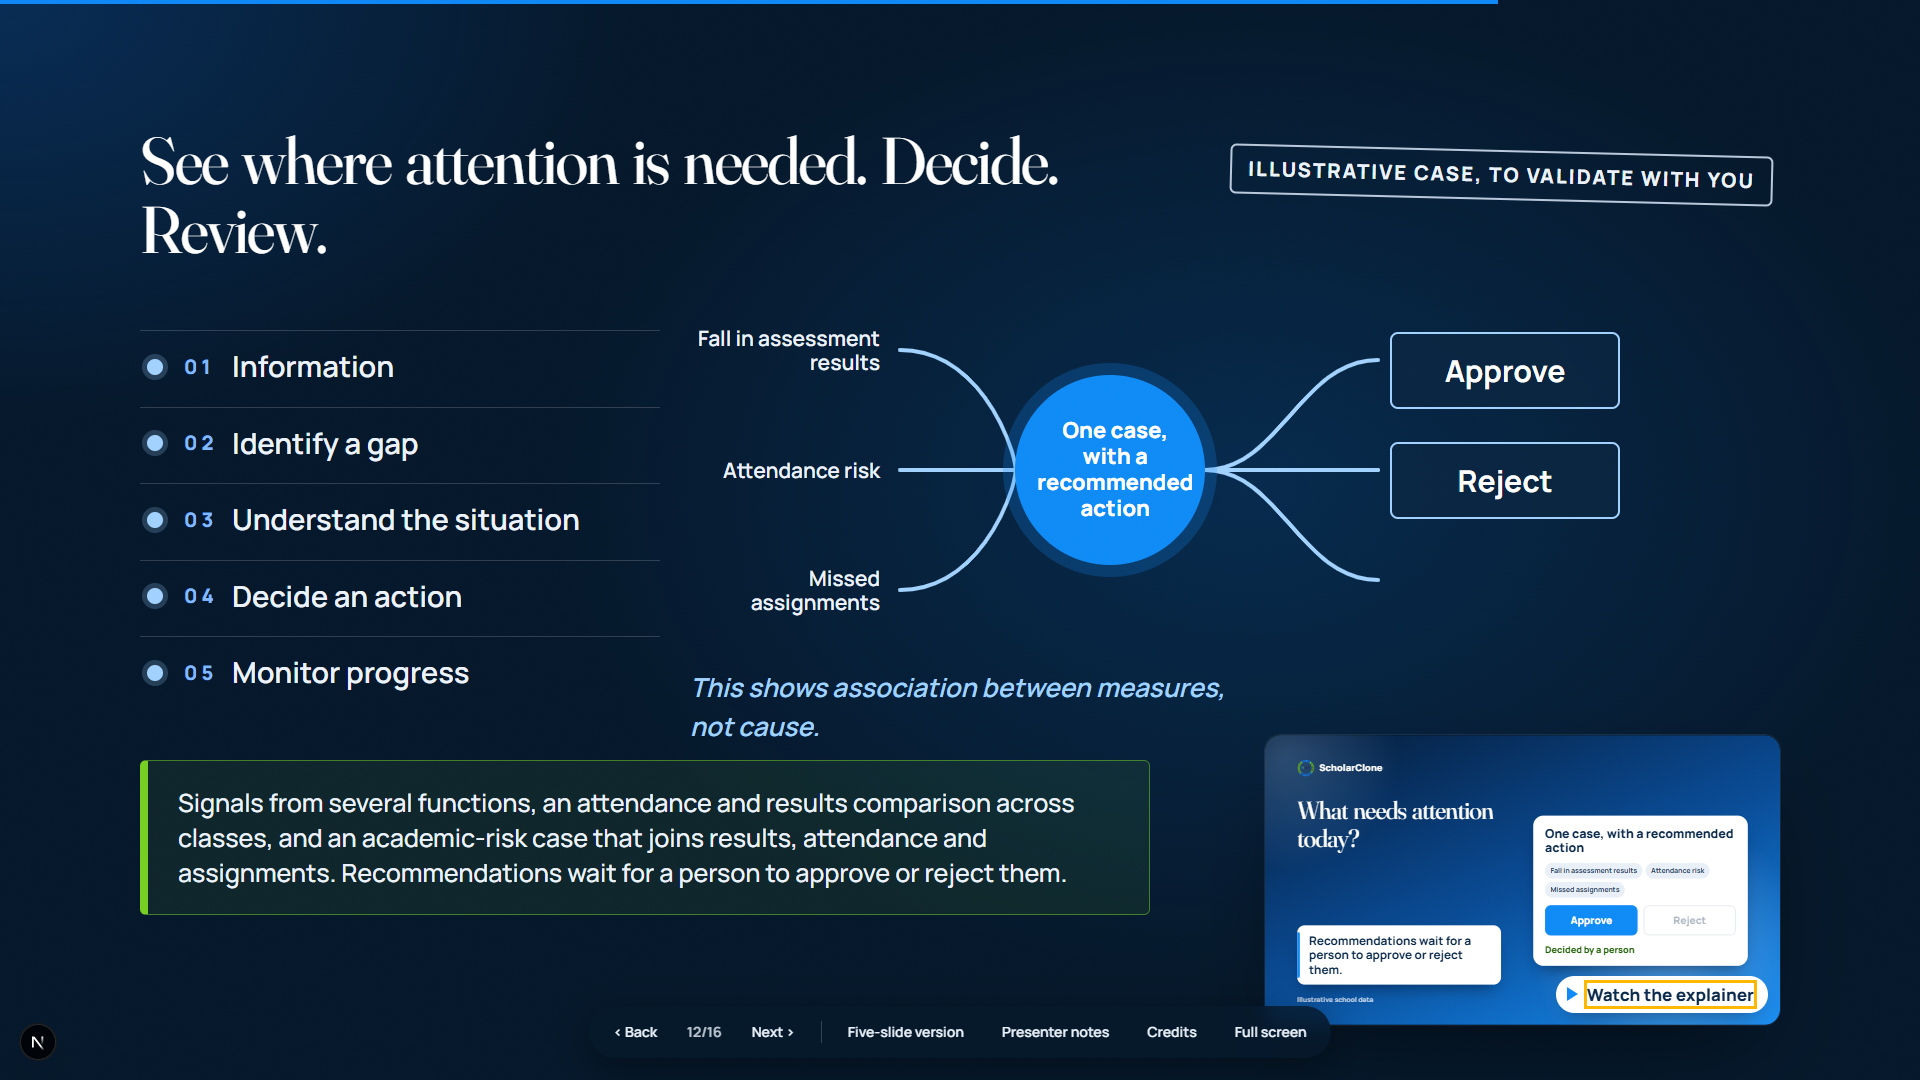 See where attention is needed. Decide.
Review.
ILLUSTRATIVE CASE, TO VALIDATE WITH YOU
01 Information
02 Identify a gap
03 Understand the situation
04 Decide an action
05 Monitor progress
Fall in assessment
results
Attendance risk
Missed
assignments
One case,
with a
recommended
action
Approve
Reject
This shows association between measures,
not cause.
Signals from several functions, an attendance and results comparison across
classes, and an academic-risk case that joins results, attendance and
assignments. Recommendations wait for a person to approve or reject them.
ScholarClone
What needs attention
today?
One case, with a recommended
action
Fall in assessment results
Attendance risk
Missed assignments
Approve
Reject
Decided by a person
Recommendations wait for a
person to approve or reject
them.
Illustrative school data
Watch the explainer
N
‹ Back
12/16
Next ›
Five-slide version
Presenter notes
Credits
Full screen